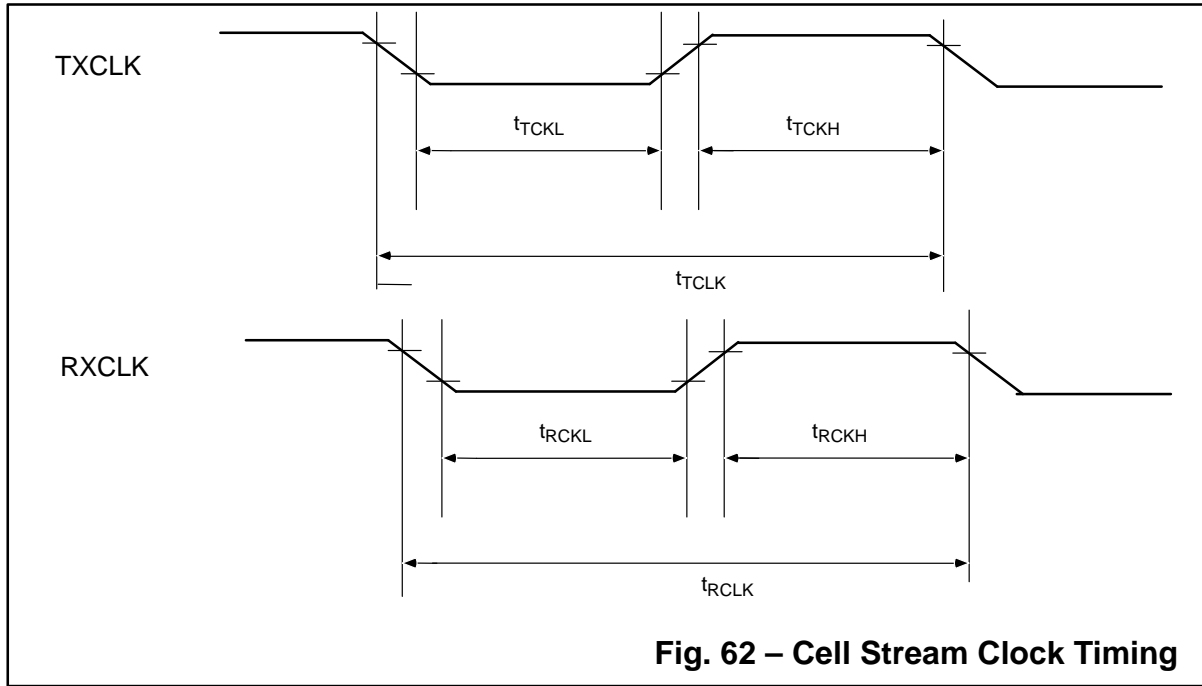 TXCLK
tTCKL
tTCKH
tTCLK
RXCLK
tRCKL
tRCKH
tRCLK
Fig. 62 – Cell Stream Clock Timing